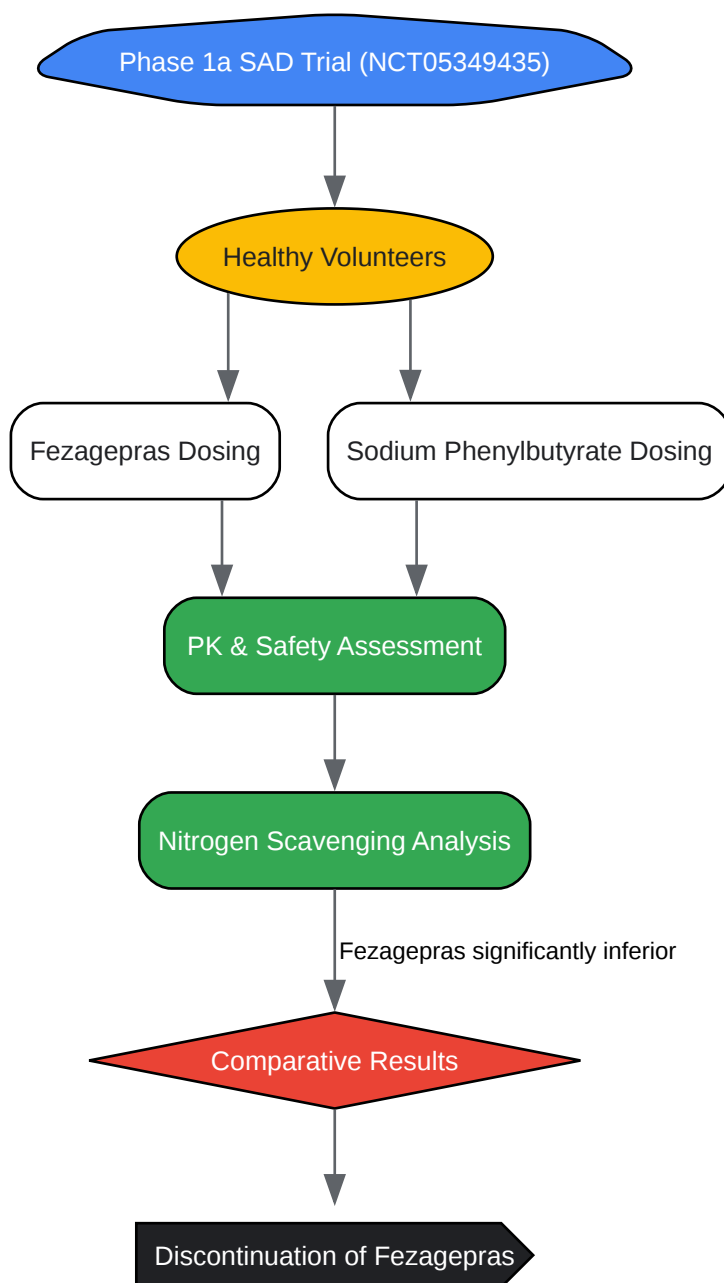 Phase 1a SAD Trial (NCT05349435)
Healthy Volunteers
Fezagepras Dosing
Sodium Phenylbutyrate Dosing
PK & Safety Assessment
Nitrogen Scavenging Analysis
Fezagepras significantly inferior
Comparative Results
Discontinuation of Fezagepras